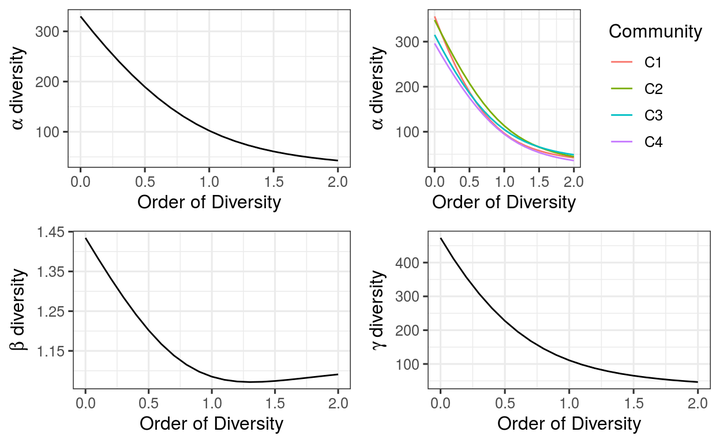 α diversity
300
200
100
0.0 0.5 1.0 1.5 2.0
Order of Diversity
α diversity
300
200
100
0.0 0.5 1.0 1.5 2.0
Order of Diversity
Community
C1
C2
C3
C4
β diversity
1.45
1.35
1.25
1.15
0.0 0.5 1.0 1.5 2.0
Order of Diversity
γ diversity
400
300
200
100
0.0 0.5 1.0 1.5 2.0
Order of Diversity